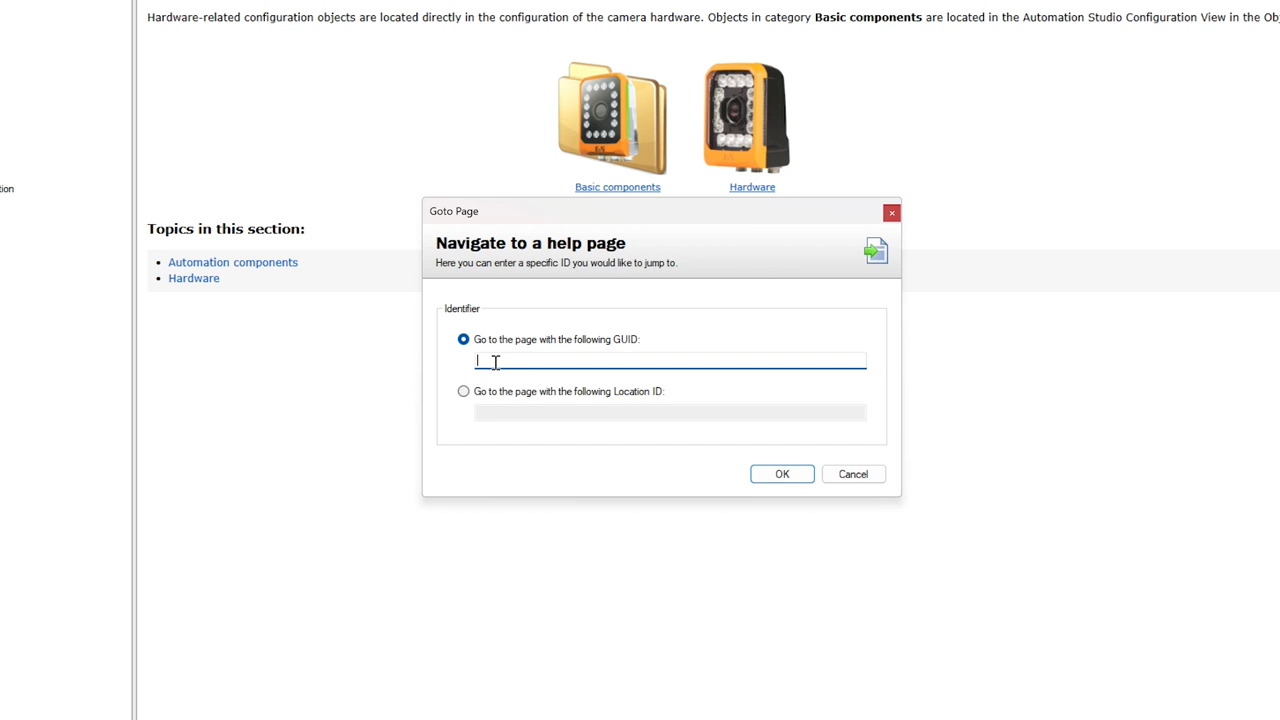 Hardware-related configuration objects are located directly in the configuration of the camera hardware. Objects in category Basic components are located in the Automation Studio Configuration View in the Ob
tion
Basic components
Hardware
Topics in this section:
• Automation components
• Hardware
Goto Page
Navigate to a help page
Here you can enter a specific ID you would like to jump to.
Identifier
Go to the page with the following GUID:
Go to the page with the following Location ID:
OK
Cancel